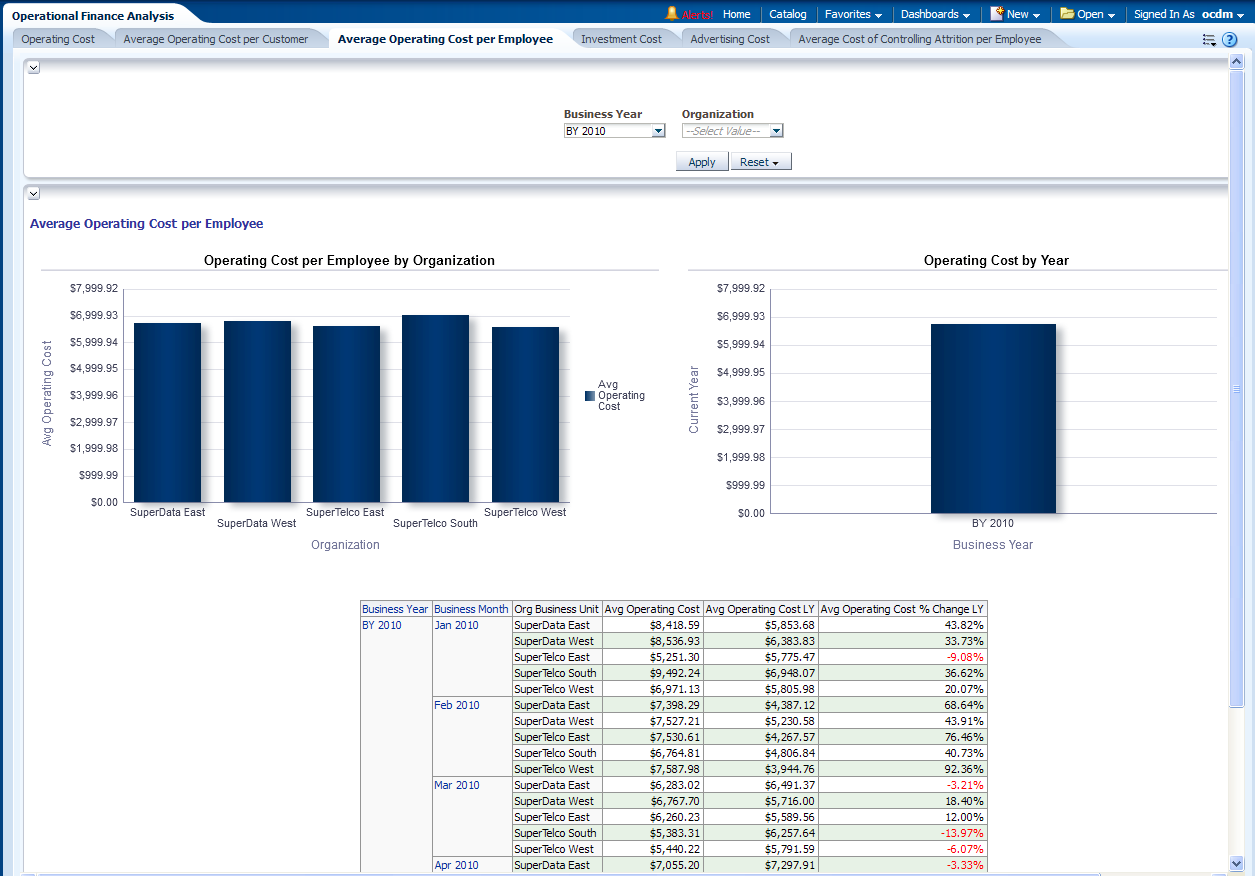 Operational Finance Analysis
Alerts! Home Catalog Favorites Dashboards New Open Signed In As ocdm
Operating Cost Average Operating Cost per Customer Average Operating Cost per Employee Investment Cost Advertising Cost Average Cost of Controlling Attrition per Employee
Business Year Organization
BY 2010 --Select Value--
Apply Reset
Average Operating Cost per Employee
Operating Cost per Employee by Organization
$7,999.92
$6,999.93
$5,999.94
$4,999.95
$3,999.96
$2,999.97
$1,999.98
$999.99
$0.00
Avg Operating Cost
SuperData East
SuperData West
SuperTelco East
SuperTelco South
SuperTelco West
Organization
Avg
Operating
Cost
Operating Cost by Year
$7,999.92
$6,999.93
$5,999.94
$4,999.95
$3,999.96
$2,999.97
$1,999.98
$999.99
$0.00
Current Year
BY 2010
Business Year
Business Year Business Month Org Business Unit Avg Operating Cost Avg Operating Cost LY Avg Operating Cost % Change LY
BY 2010 Jan 2010 SuperData East $8,418.59 $5,853.68 43.82%
SuperData West $8,536.93 $6,383.83 33.73%
SuperTelco East $5,251.30 $5,775.47 -9.08%
SuperTelco South $9,492.24 $6,948.07 36.62%
SuperTelco West $6,971.13 $5,805.98 20.07%
Feb 2010 SuperData East $7,398.29 $4,387.12 68.64%
SuperData West $7,527.21 $5,230.58 43.91%
SuperTelco East $7,530.61 $4,267.57 76.46%
SuperTelco South $6,764.81 $4,806.84 40.73%
SuperTelco West $7,587.98 $3,944.76 92.36%
Mar 2010 SuperData East $6,283.02 $6,491.37 -3.21%
SuperData West $6,767.70 $5,716.00 18.40%
SuperTelco East $6,260.23 $5,589.56 12.00%
SuperTelco South $5,383.31 $6,257.64 -13.97%
SuperTelco West $5,440.22 $5,791.59 -6.07%
Apr 2010 SuperData East $7,055.20 $7,297.91 -3.33%